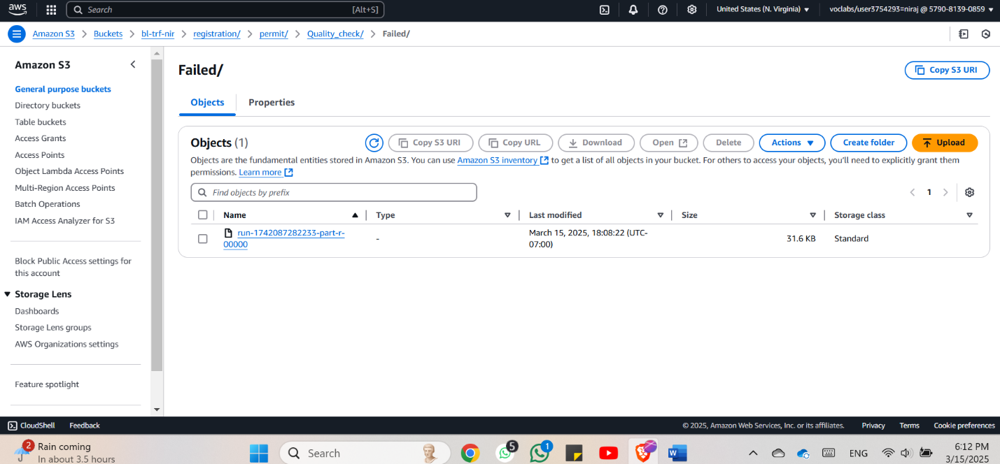 aws
Search [Alt+S]
United States (N. Virginia)
voclabs/user3754293=niraj @ 5790-8139-0859
Amazon S3 > Buckets > bl-trf-nir > registration/ > permit/ > Quality_check/ > Failed/
Amazon S3
General purpose buckets
Directory buckets
Table buckets
Access Grants
Access Points
Object Lambda Access Points
Multi-Region Access Points
Batch Operations
IAM Access Analyzer for S3
Block Public Access settings for
this account
Storage Lens
Dashboards
Storage Lens groups
AWS Organizations settings
Feature spotlight
Failed/
Copy S3 URI
Objects
Properties
Objects (1)
Copy S3 URI
Copy URL
Download
Open
Delete
Actions
Create folder
Upload
Objects are the fundamental entities stored in Amazon S3. You can use Amazon S3 inventory to get a list of all objects in your bucket. For others to access your objects, you'll need to explicitly grant them
permissions. Learn more
Find objects by prefix
1
Name Type Last modified Size Storage class
run-1742087282233-part-r-
00000
-
March 15, 2025, 18:08:22 (UTC-
07:00)
31.6 KB
Standard
CloudShell Feedback
© 2025, Amazon Web Services, Inc. or its affiliates. Privacy Terms Cookie preferences
2
Rain coming
In about 3.5 hours
Search
5
1
W
ENG
6:12 PM
3/15/2025